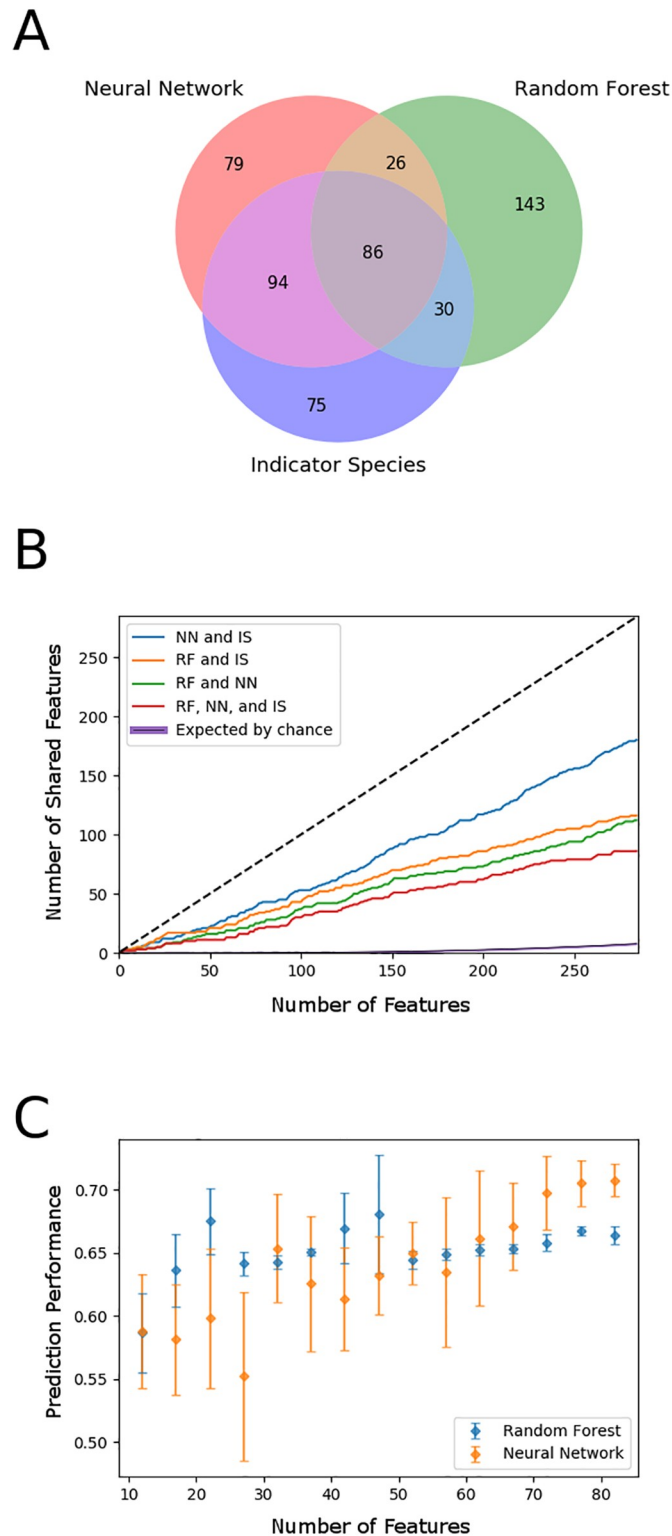 A
Neural Network
Random Forest
79
26
143
86
94
30
75
Indicator Species
B
Number of Shared Features
250
200
150
100
50
0
NN and IS
RF and IS
RF and NN
RF, NN, and IS
Expected by chance
0 50 100 150 200 250
Number of Features
C
Prediction Performance
0.70
0.65
0.60
0.55
0.50
Random Forest
Neural Network
10 20 30 40 50 60 70 80
Number of Features